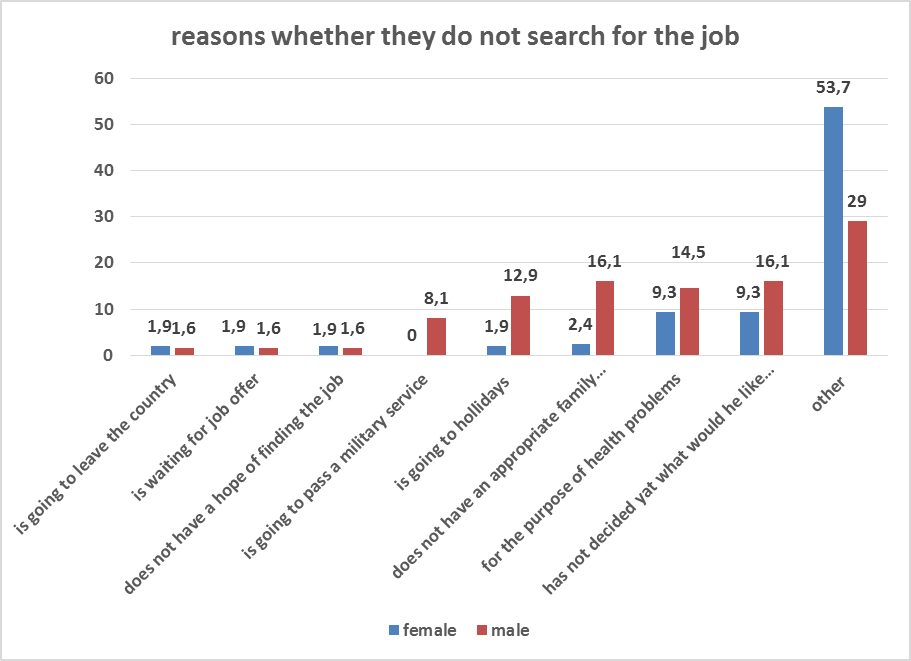 reasons whether they do not search for the job
60
50
40
30
20
10
0
1,9 1,6
1,9 1,6
1,9 1,6
0 8,1
1,9 12,9
2,4 16,1
9,3 14,5
9,3 16,1
53,7 29
is going to leave the country
is waiting for job offer
does not have a hope of finding the job
is going to pass a military service
is going to hollidays
does not have an appropriate family…
for the purpose of health problems
has not decided yat what would he like…
other
female male